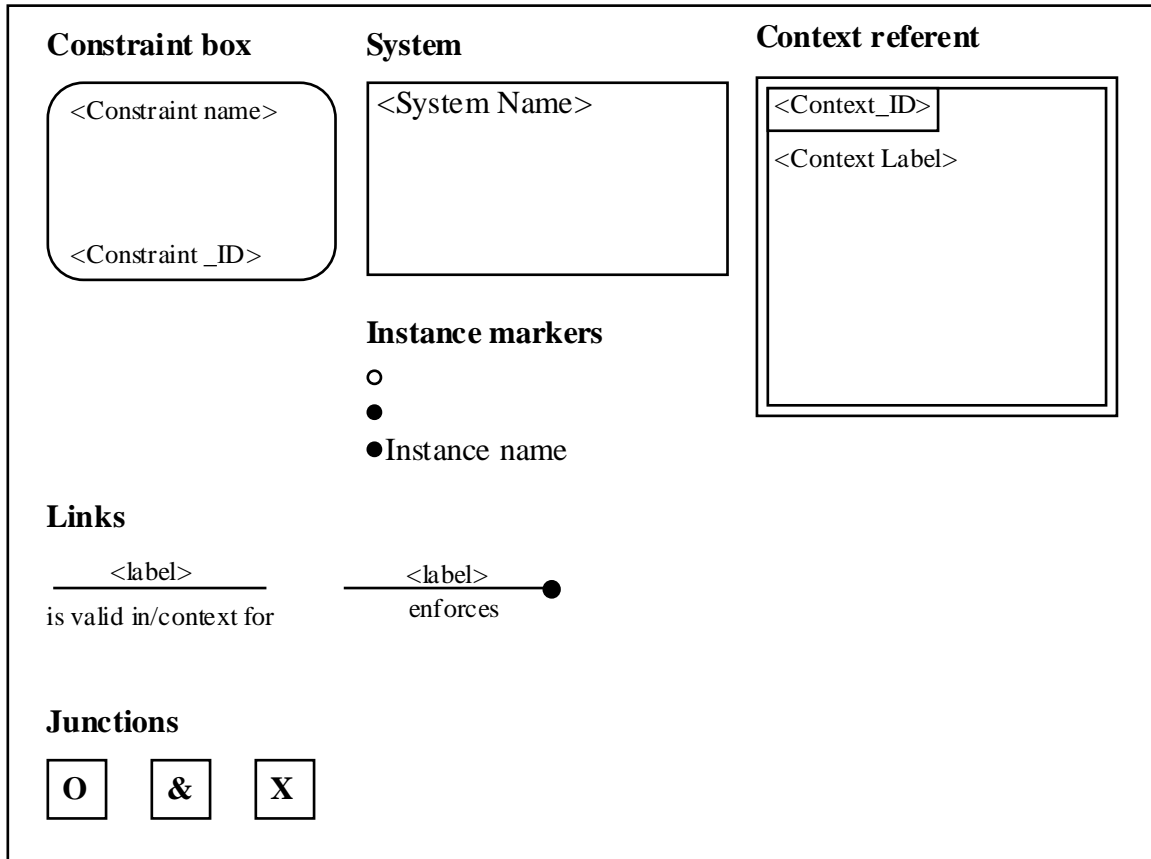 Constraint box
<Constraint name>
<Constraint _ID>
System
<System Name>
Context referent
<Context_ID>
<Context Label>
Instance markers
Instance name
Links
<label>
is valid in/context for
<label>
enforces
Junctions
O & X